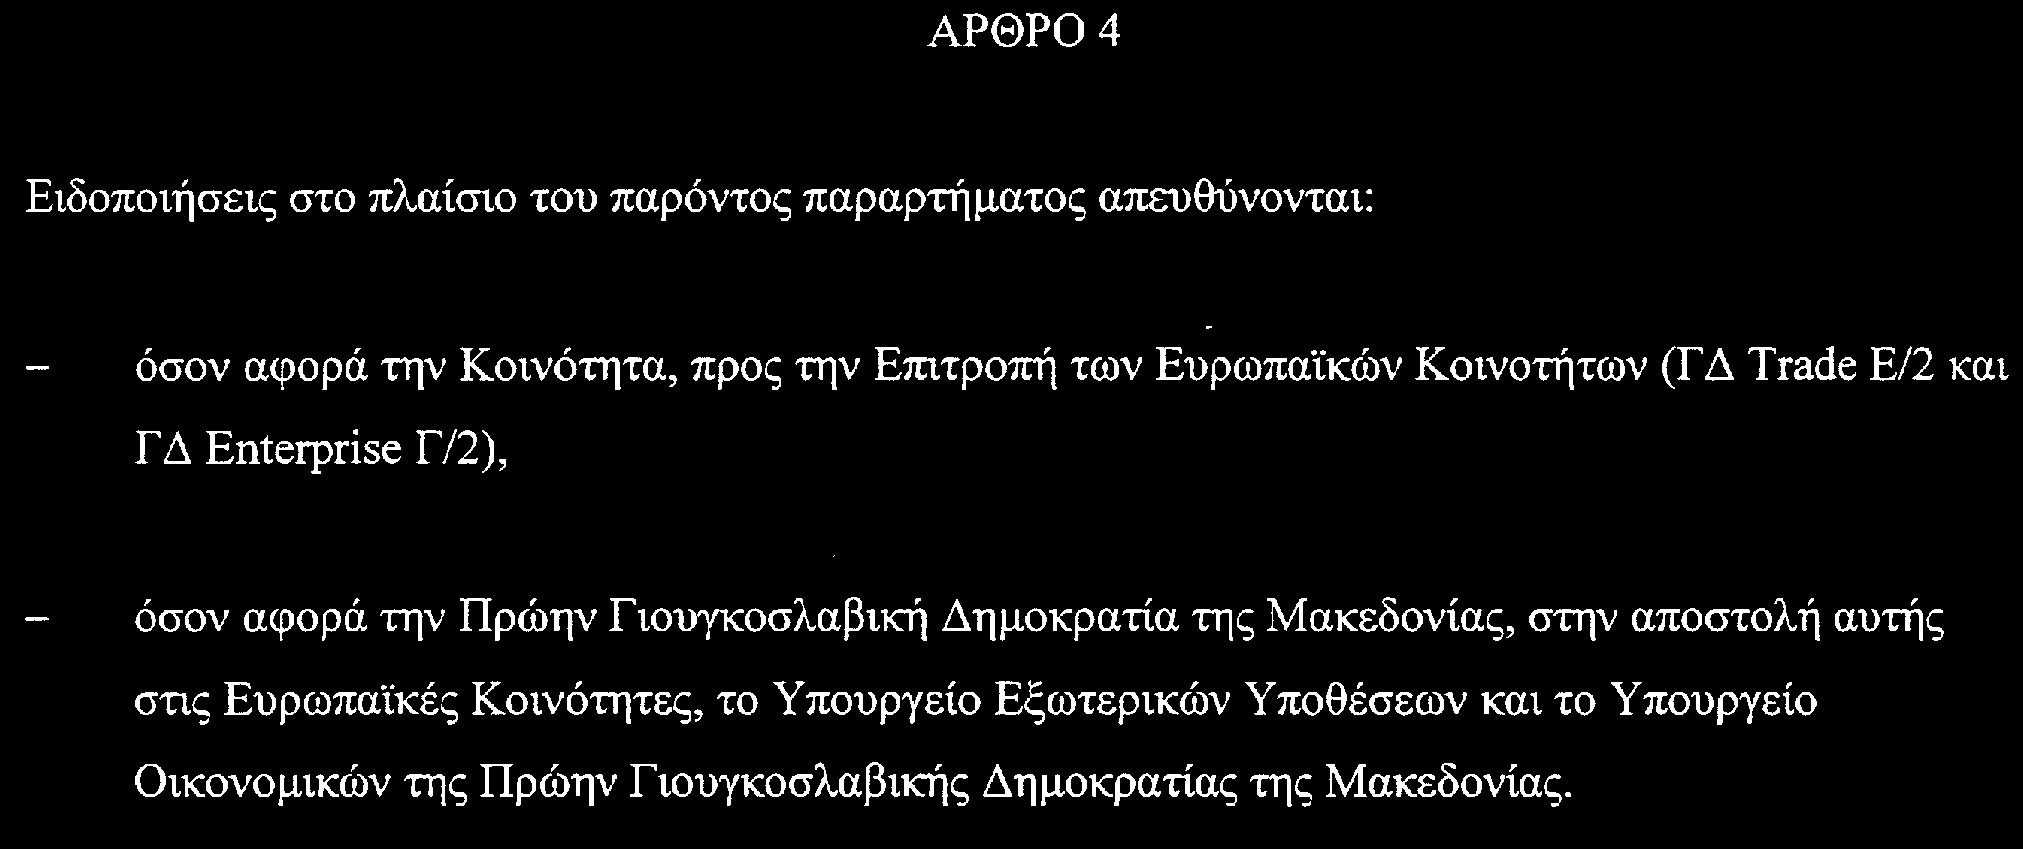 ΑΡΘΡΟ 4
Ειδοποιήσεις στο πλαίσιο του παρόντος παραρτήματος απευθύνονται:
– όσον αφορά την Κοινότητα, προς την Επιτροπή των Ευρωπαϊκών Κοινοτήτων (ΓΔ Trade E/2 και
ΓΔ Enterprise Γ/2),
– όσον αφορά την Πρώην Γιουγκοσλαβική Δημοκρατία της Μακεδονίας, στην αποστολή αυτής
στις Ευρωπαϊκές Κοινότητες, το Υπουργείο Εξωτερικών Υποθέσεων και το Υπουργείο
Οικονομικών της Πρώην Γιουγκοσλαβικής Δημοκρατίας της Μακεδονίας.